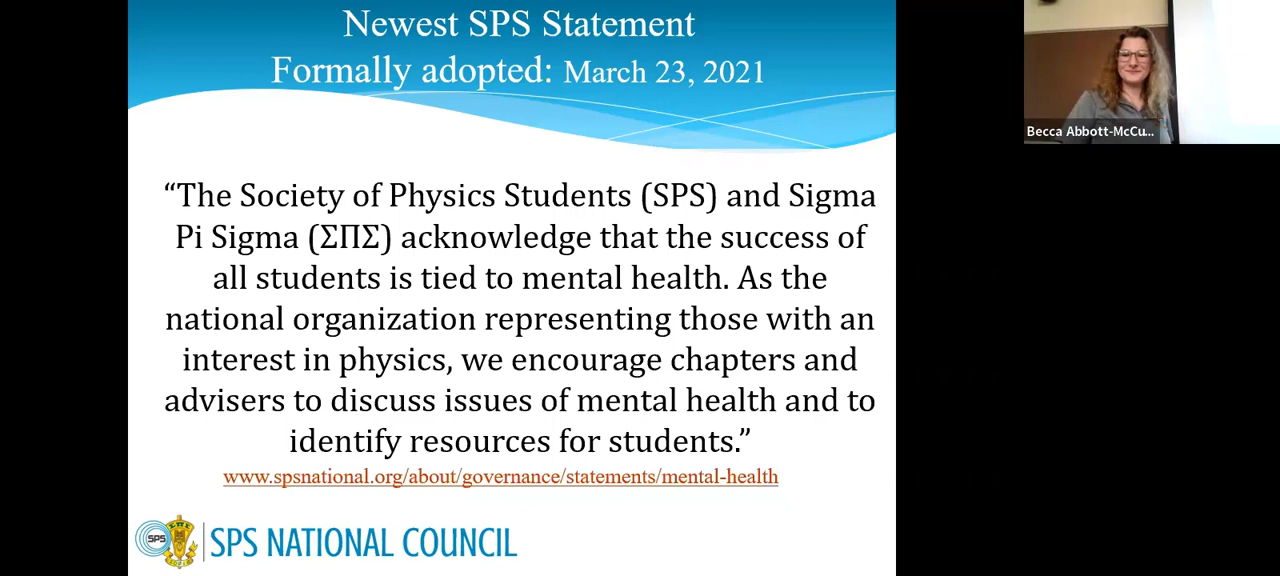 Newest SPS Statement
Formally adopted: March 23, 2021
“The Society of Physics Students (SPS) and Sigma
Pi Sigma (ΣΠΣ) acknowledge that the success of
all students is tied to mental health. As the
national organization representing those with an
interest in physics, we encourage chapters and
advisers to discuss issues of mental health and to
identify resources for students.”
www.spsnational.org/about/governance/statements/mental-health
SPS
SPS NATIONAL COUNCIL
Becca Abbott-McCu...